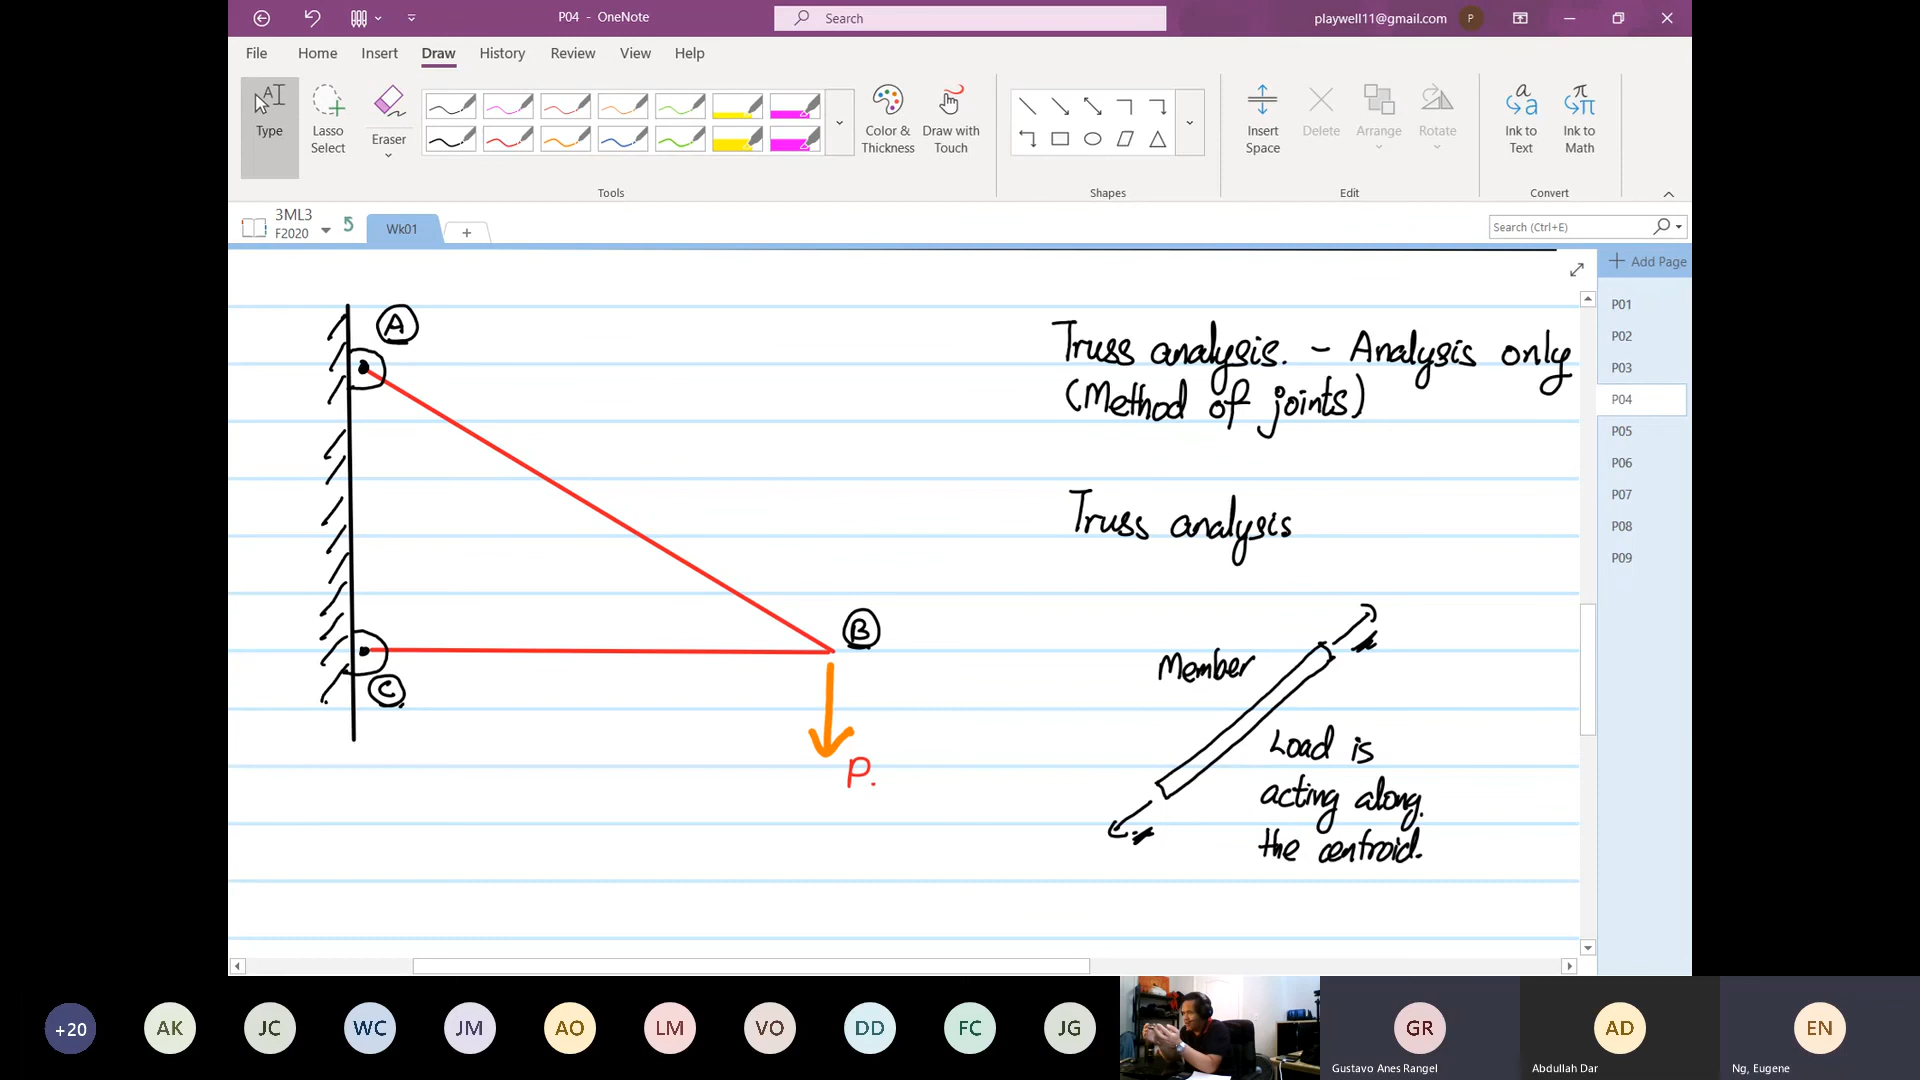 P04 - OneNote
Search
playwell11@gmail.com
P
File Home Insert Draw History Review View Help
Type
Lasso Select
Eraser
Color & Thickness
Draw with Touch
Insert Space
Delete
Arrange
Rotate
Ink to Text
Ink to Math
Tools
Shapes
Edit
Convert
3ML3
F2020
Wk01
Search (Ctrl+E)
Add Page
P01
P02
P03
P04
P05
P06
P07
P08
P09
A
B
C
P.
Truss analysis. - Analysis only
(Method of joints)
Truss analysis
Member
Load is
acting along
the centroid.
+20
AK
JC
WC
JM
AO
LM
VO
DD
FC
JG
GR
Gustavo Anes Rangel
AD
Abdullah Dar
EN
Ng, Eugene